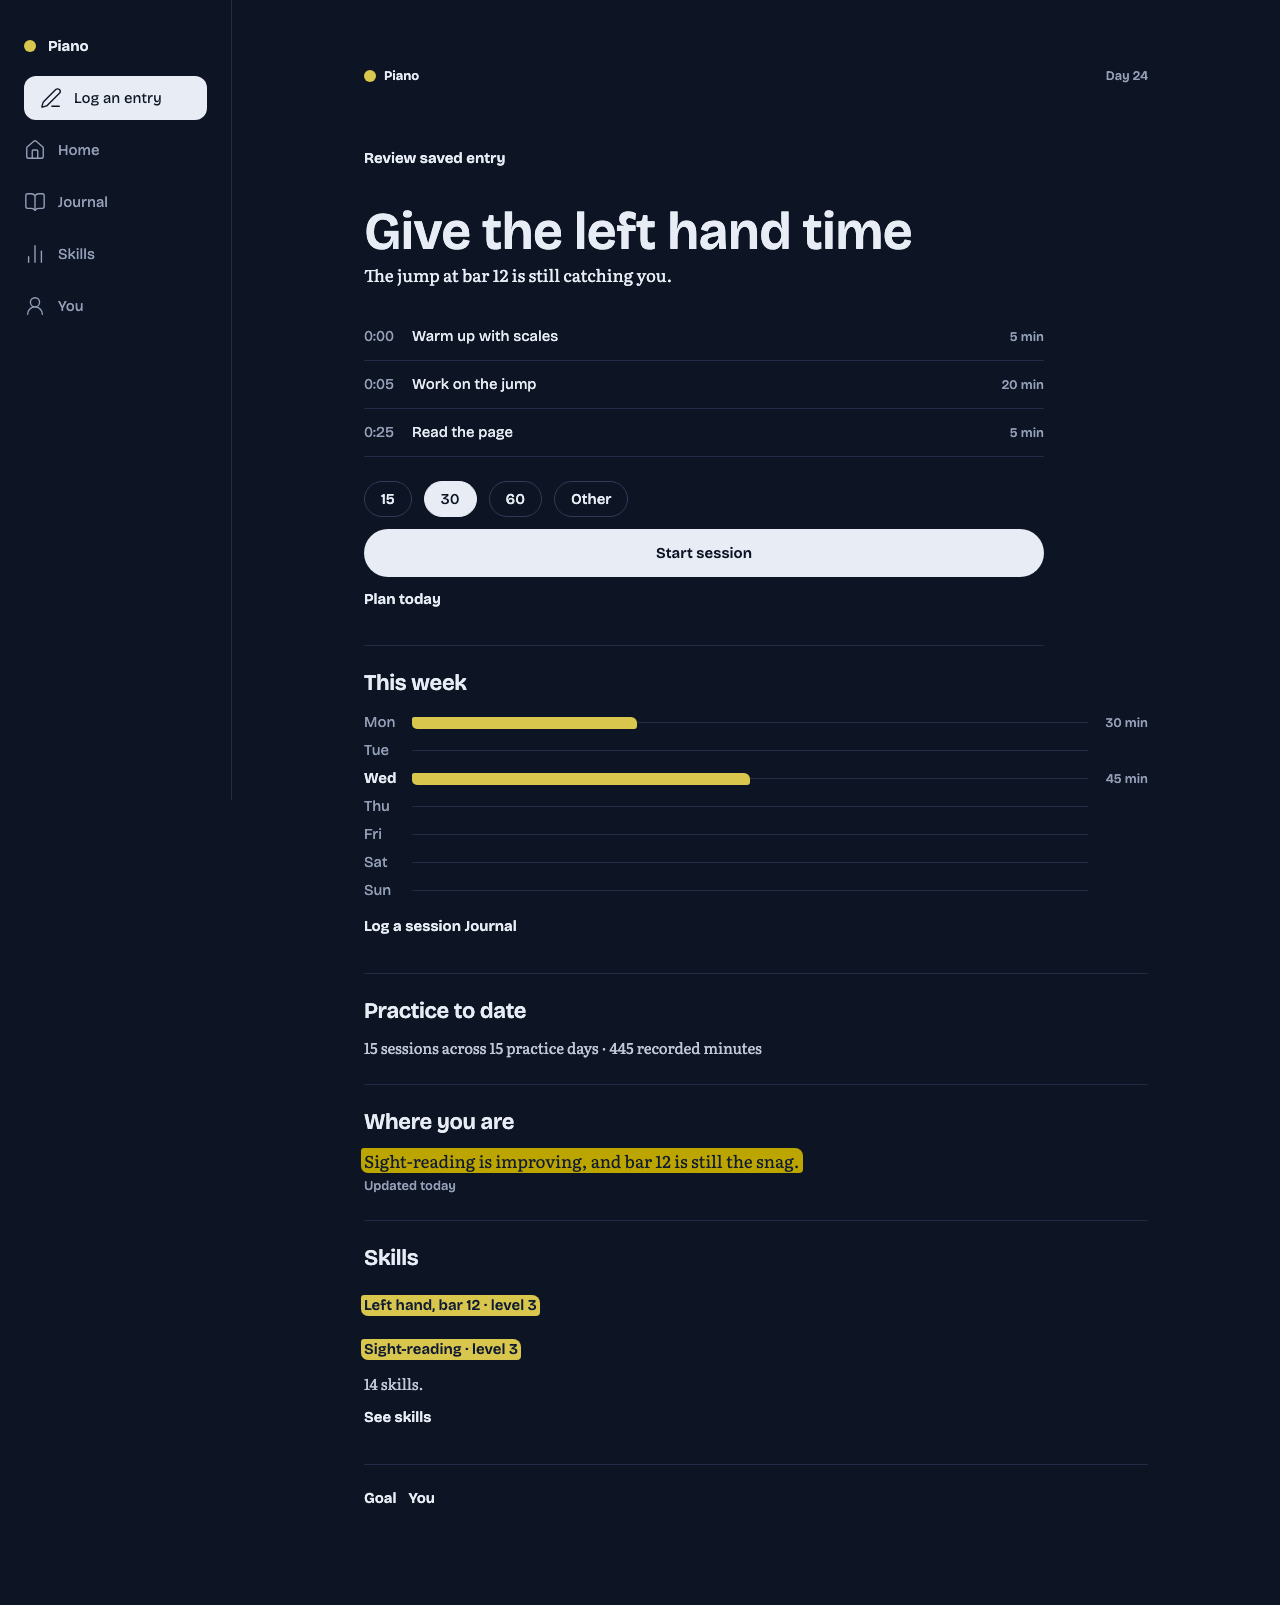 Piano
Log an entry
Home
Journal
Skills
You
Piano
Day 24
Review saved entry
Give the left hand time
The jump at bar 12 is still catching you.
0:00 Warm up with scales 5 min
0:05 Work on the jump 20 min
0:25 Read the page 5 min
15 30 60 Other
Start session
Plan today
This week
Mon 30 min
Tue
Wed 45 min
Thu
Fri
Sat
Sun
Log a session Journal
Practice to date
15 sessions across 15 practice days · 445 recorded minutes
Where you are
Sight-reading is improving, and bar 12 is still the snag.
Updated today
Skills
Left hand, bar 12 · level 3
Sight-reading · level 3
14 skills.
See skills
Goal You